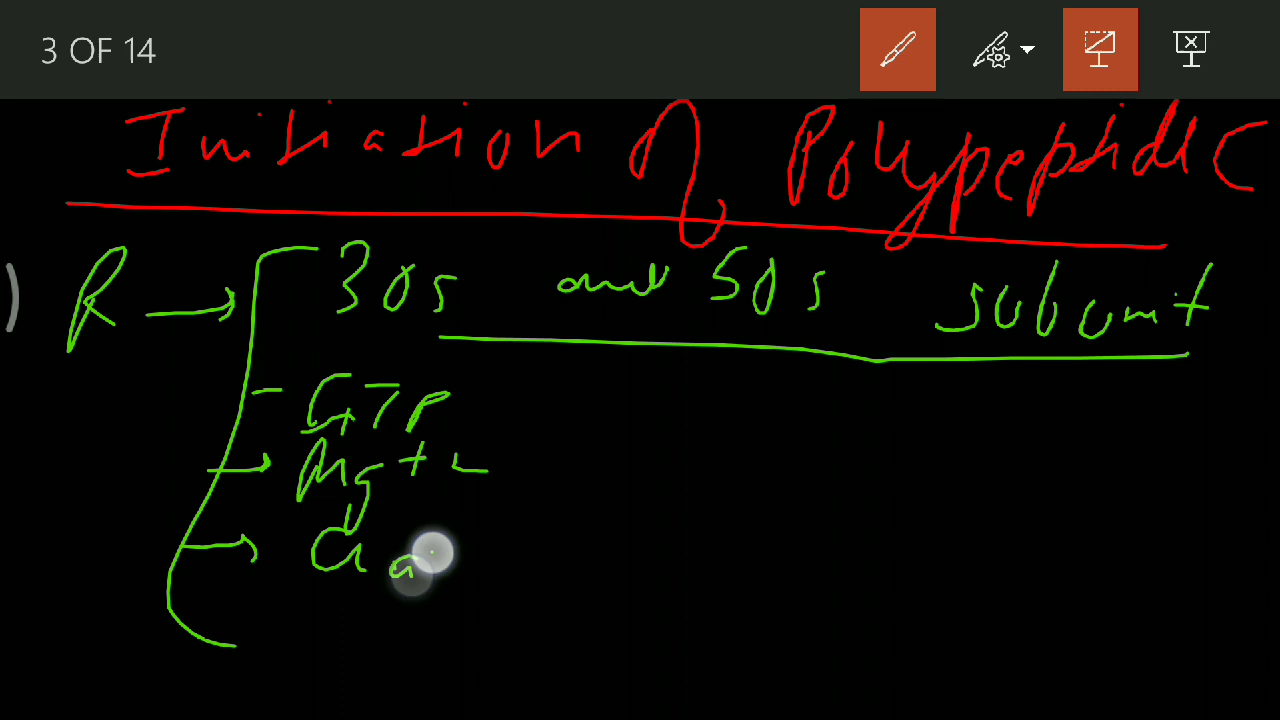 3 OF 14
Initiation of Polypeptide
) R → 30s and 50s subunit
- GTP
→ Mg+2
→ a